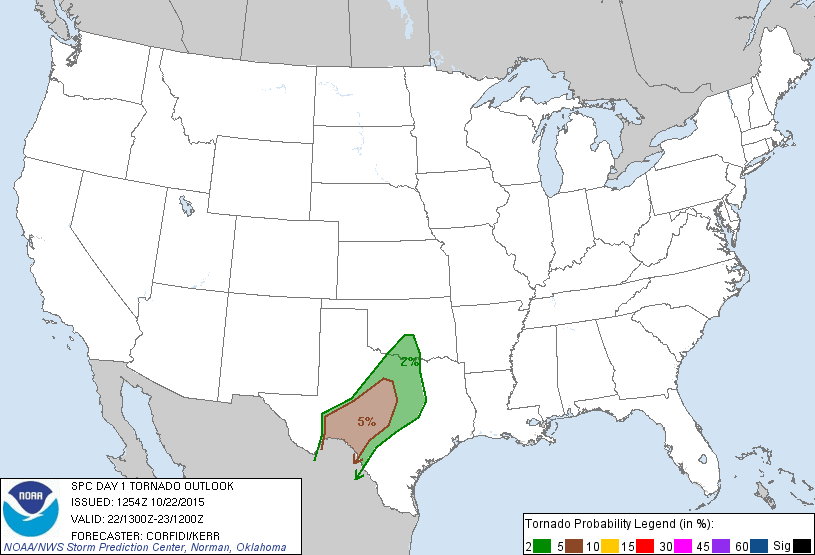 2%
5%
NOAA
SPC DAY 1 TORNADO OUTLOOK
ISSUED: 1254Z 10/22/2015
VALID: 22/1300Z-23/1200Z
FORECASTER: CORFIDI/KERR
NOAA/NWS Storm Prediction Center, Norman, Oklahoma
Tornado Probability Legend (in %):
2 5 10 15 30 45 60 Sig